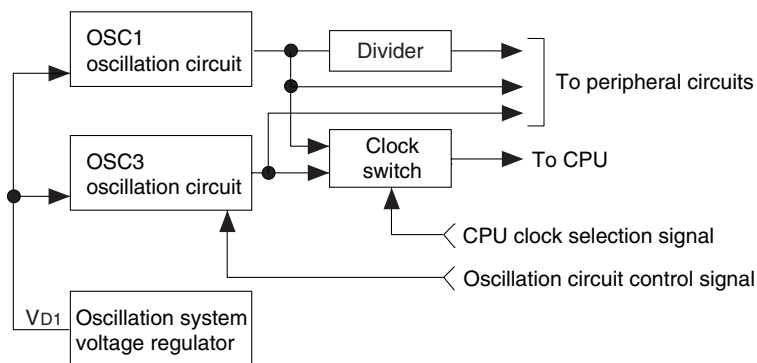 OSC1
oscillation circuit
Divider
To peripheral circuits
OSC3
oscillation circuit
Clock
switch
To CPU
CPU clock selection signal
Oscillation circuit control signal
VD1
Oscillation system
voltage regulator